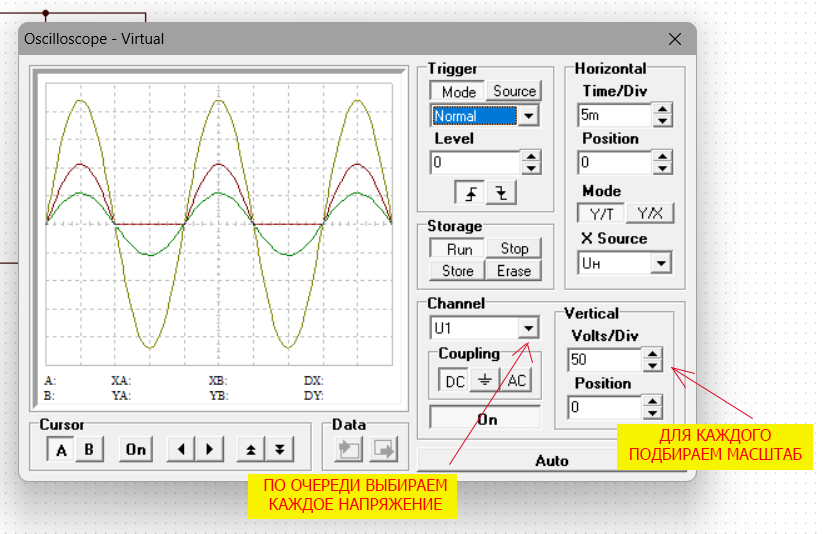 Oscilloscope - Virtual
Trigger
Mode Source
Normal
Level
0
Storage
Run Stop
Store Erase
Horizontal
Time/Div
5m
Position
0
Mode
Y/T Y/X
X Source
Uн
Channel
U1
Coupling
DC AC
On
Vertical
Volts/Div
50
Position
0
Auto
A: XA: XB: DX:
B: YA: YB: DY:
Cursor
A B On
Data
ПО ОЧЕРЕДИ ВЫБИРАЕМ
КАЖДОЕ НАПРЯЖЕНИЕ
ДЛЯ КАЖДОГО
ПОДБИРАЕМ МАСШТАБ